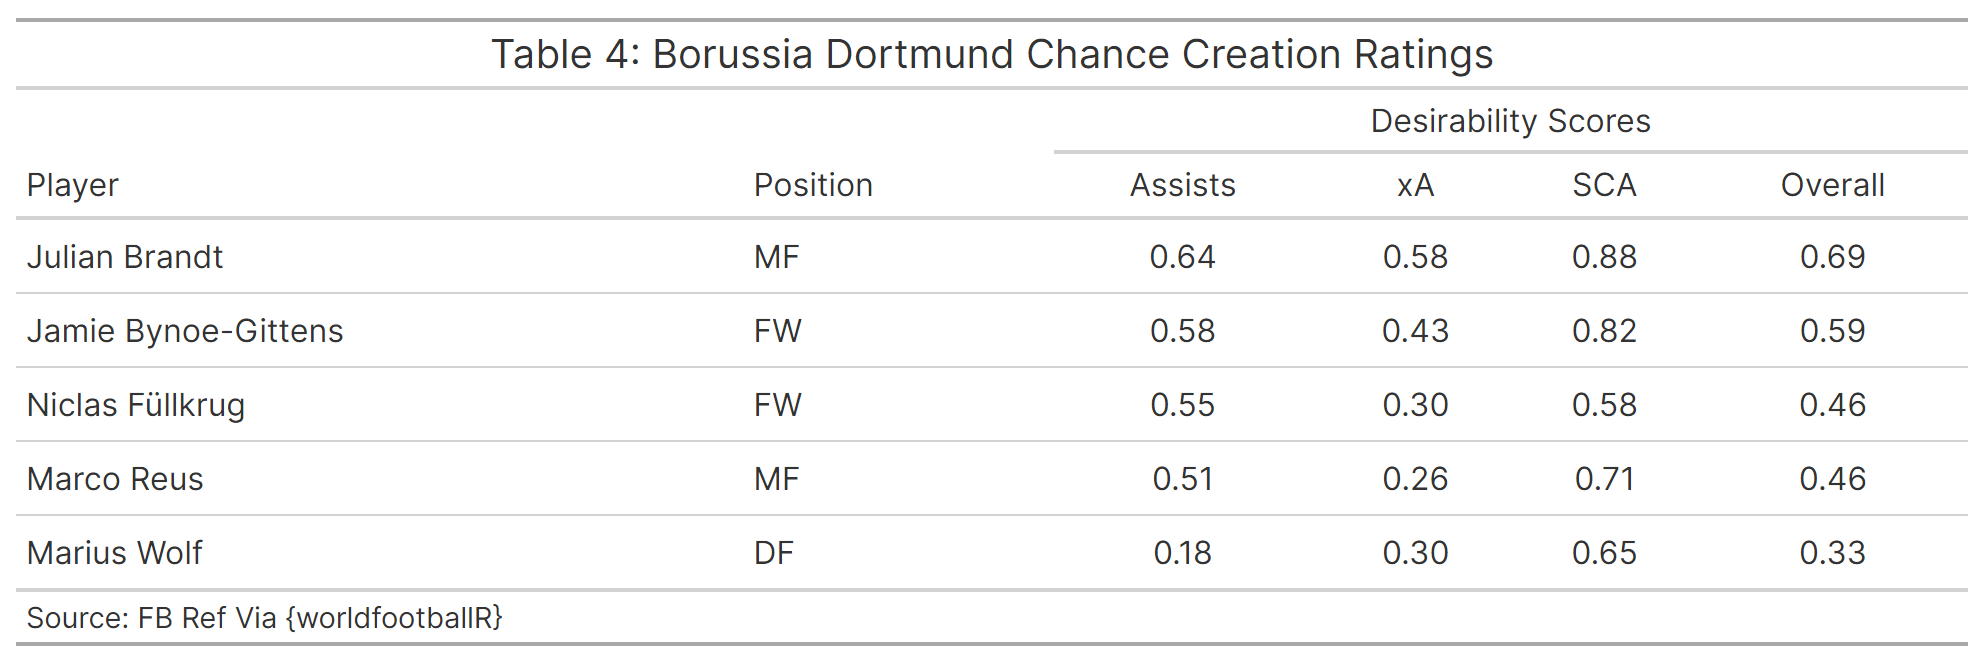 Table 4: Borussia Dortmund Chance Creation Ratings
Desirability Scores
Player Position Assists xA SCA Overall
Julian Brandt MF 0.64 0.58 0.88 0.69
Jamie Bynoe-Gittens FW 0.58 0.43 0.82 0.59
Niclas Füllkrug FW 0.55 0.30 0.58 0.46
Marco Reus MF 0.51 0.26 0.71 0.46
Marius Wolf DF 0.18 0.30 0.65 0.33
Source: FB Ref Via {worldfootballR}